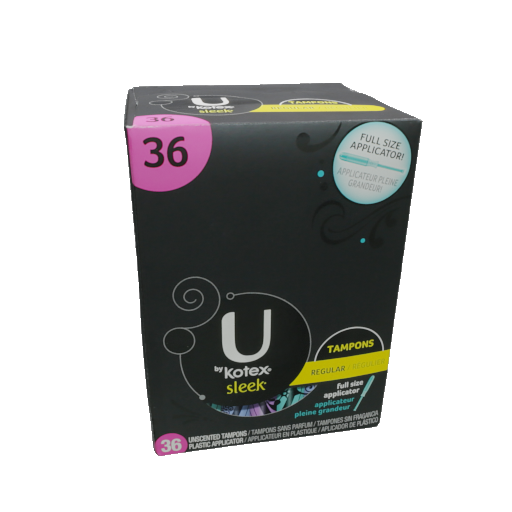 36
U
by Kotex®
sleek®
TAMPONS
36
FULL SIZE
APPLICATOR!
APPLICATEUR PLEINE
GRANDEUR!
U
by Kotex®
sleek®
TAMPONS
REGULAR / RÉGULIER
full size
applicator
applicateur
pleine grandeur
36
UNSCENTED TAMPONS / TAMPONS SANS PARFUM / TAMPONES SIN FRAGANCIA
PLASTIC APPLICATOR / APPLICATEUR EN PLASTIQUE / APLICADOR DE PLÁSTICO